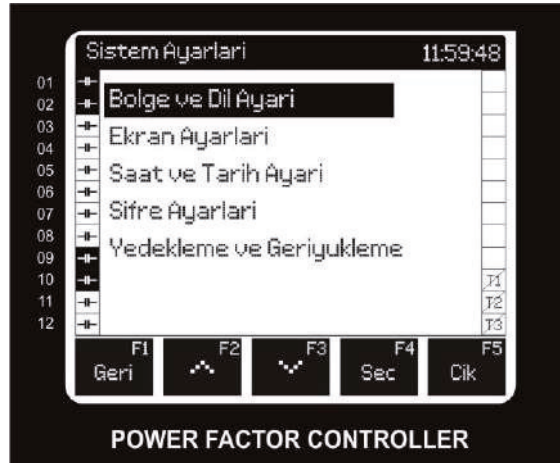 Sistem Ayarlari 11:59:48
01
02
03
04
05
06
07
08
09
10
11
12
Bolge ve Dil Ayari
Ekran Ayarlari
Saat ve Tarih Ayari
Sifre Ayarlari
Yedekleme ve Geriyukleme
T1
T2
T3
F1 F2 F3 F4 F5
Geri Sec Cik
POWER FACTOR CONTROLLER